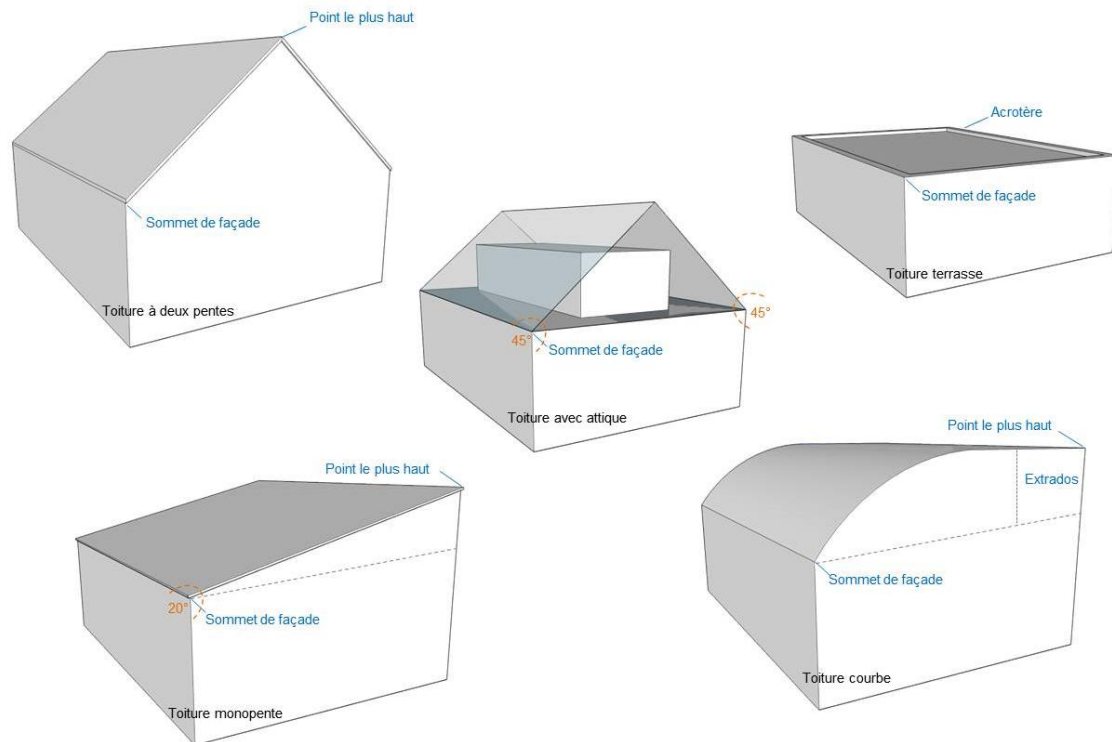 Point le plus haut
Sommet de façade
Toiture à deux pentes
Acrotère
Sommet de façade
Toiture terrasse
45°
45°
Sommet de façade
Toiture avec attique
Point le plus haut
20°
Sommet de façade
Toiture monopente
Point le plus haut
Extrados
Sommet de façade
Toiture courbe